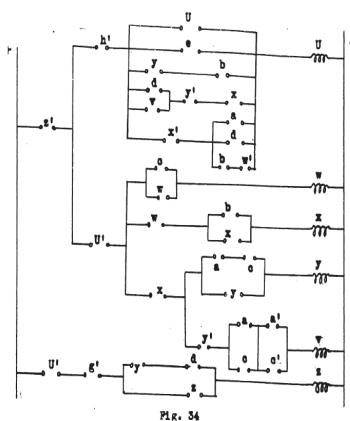 U
h' e U
y b
d
v y' x
a
x' d
z' b w'
c
w w
b
w x x
U'
a c y
x y
y' a a'
c c' v
U' g' y d
z z
Fig. 34